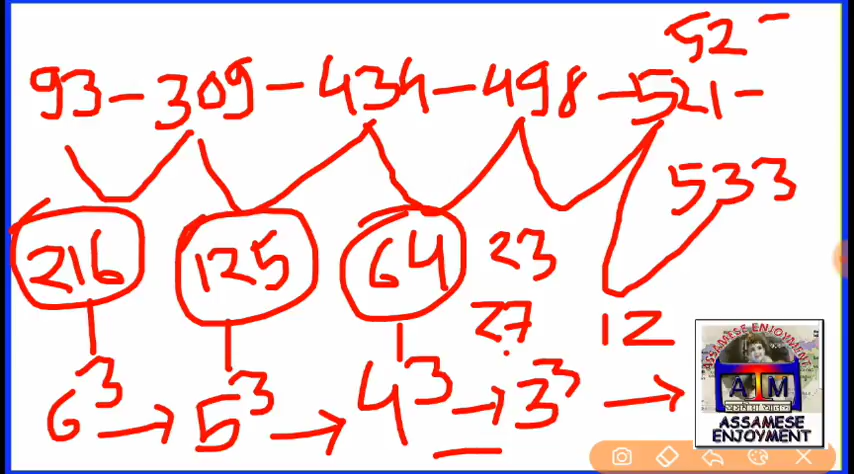 52 -
93 - 309 - 434 - 498 - 521 -
533
216 125 64 23
27 12
6³ → 5³ → 4³ → 3³ →
ASSAMESE ENJOYMENT
A I M
ASSAMESE
ENJOYMENT